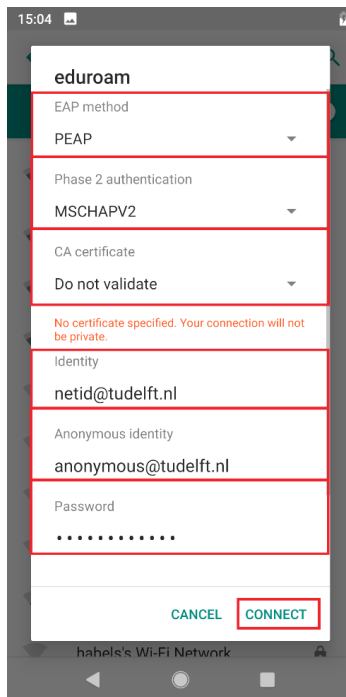 15:04
eduroam
EAP method
PEAP
Phase 2 authentication
MSCHAPV2
CA certificate
Do not validate
No certificate specified. Your connection will not
be private.
Identity
netid@tudelft.nl
Anonymous identity
anonymous@tudelft.nl
Password
••••••••••••
CANCEL CONNECT
habels's Wi-Fi Network